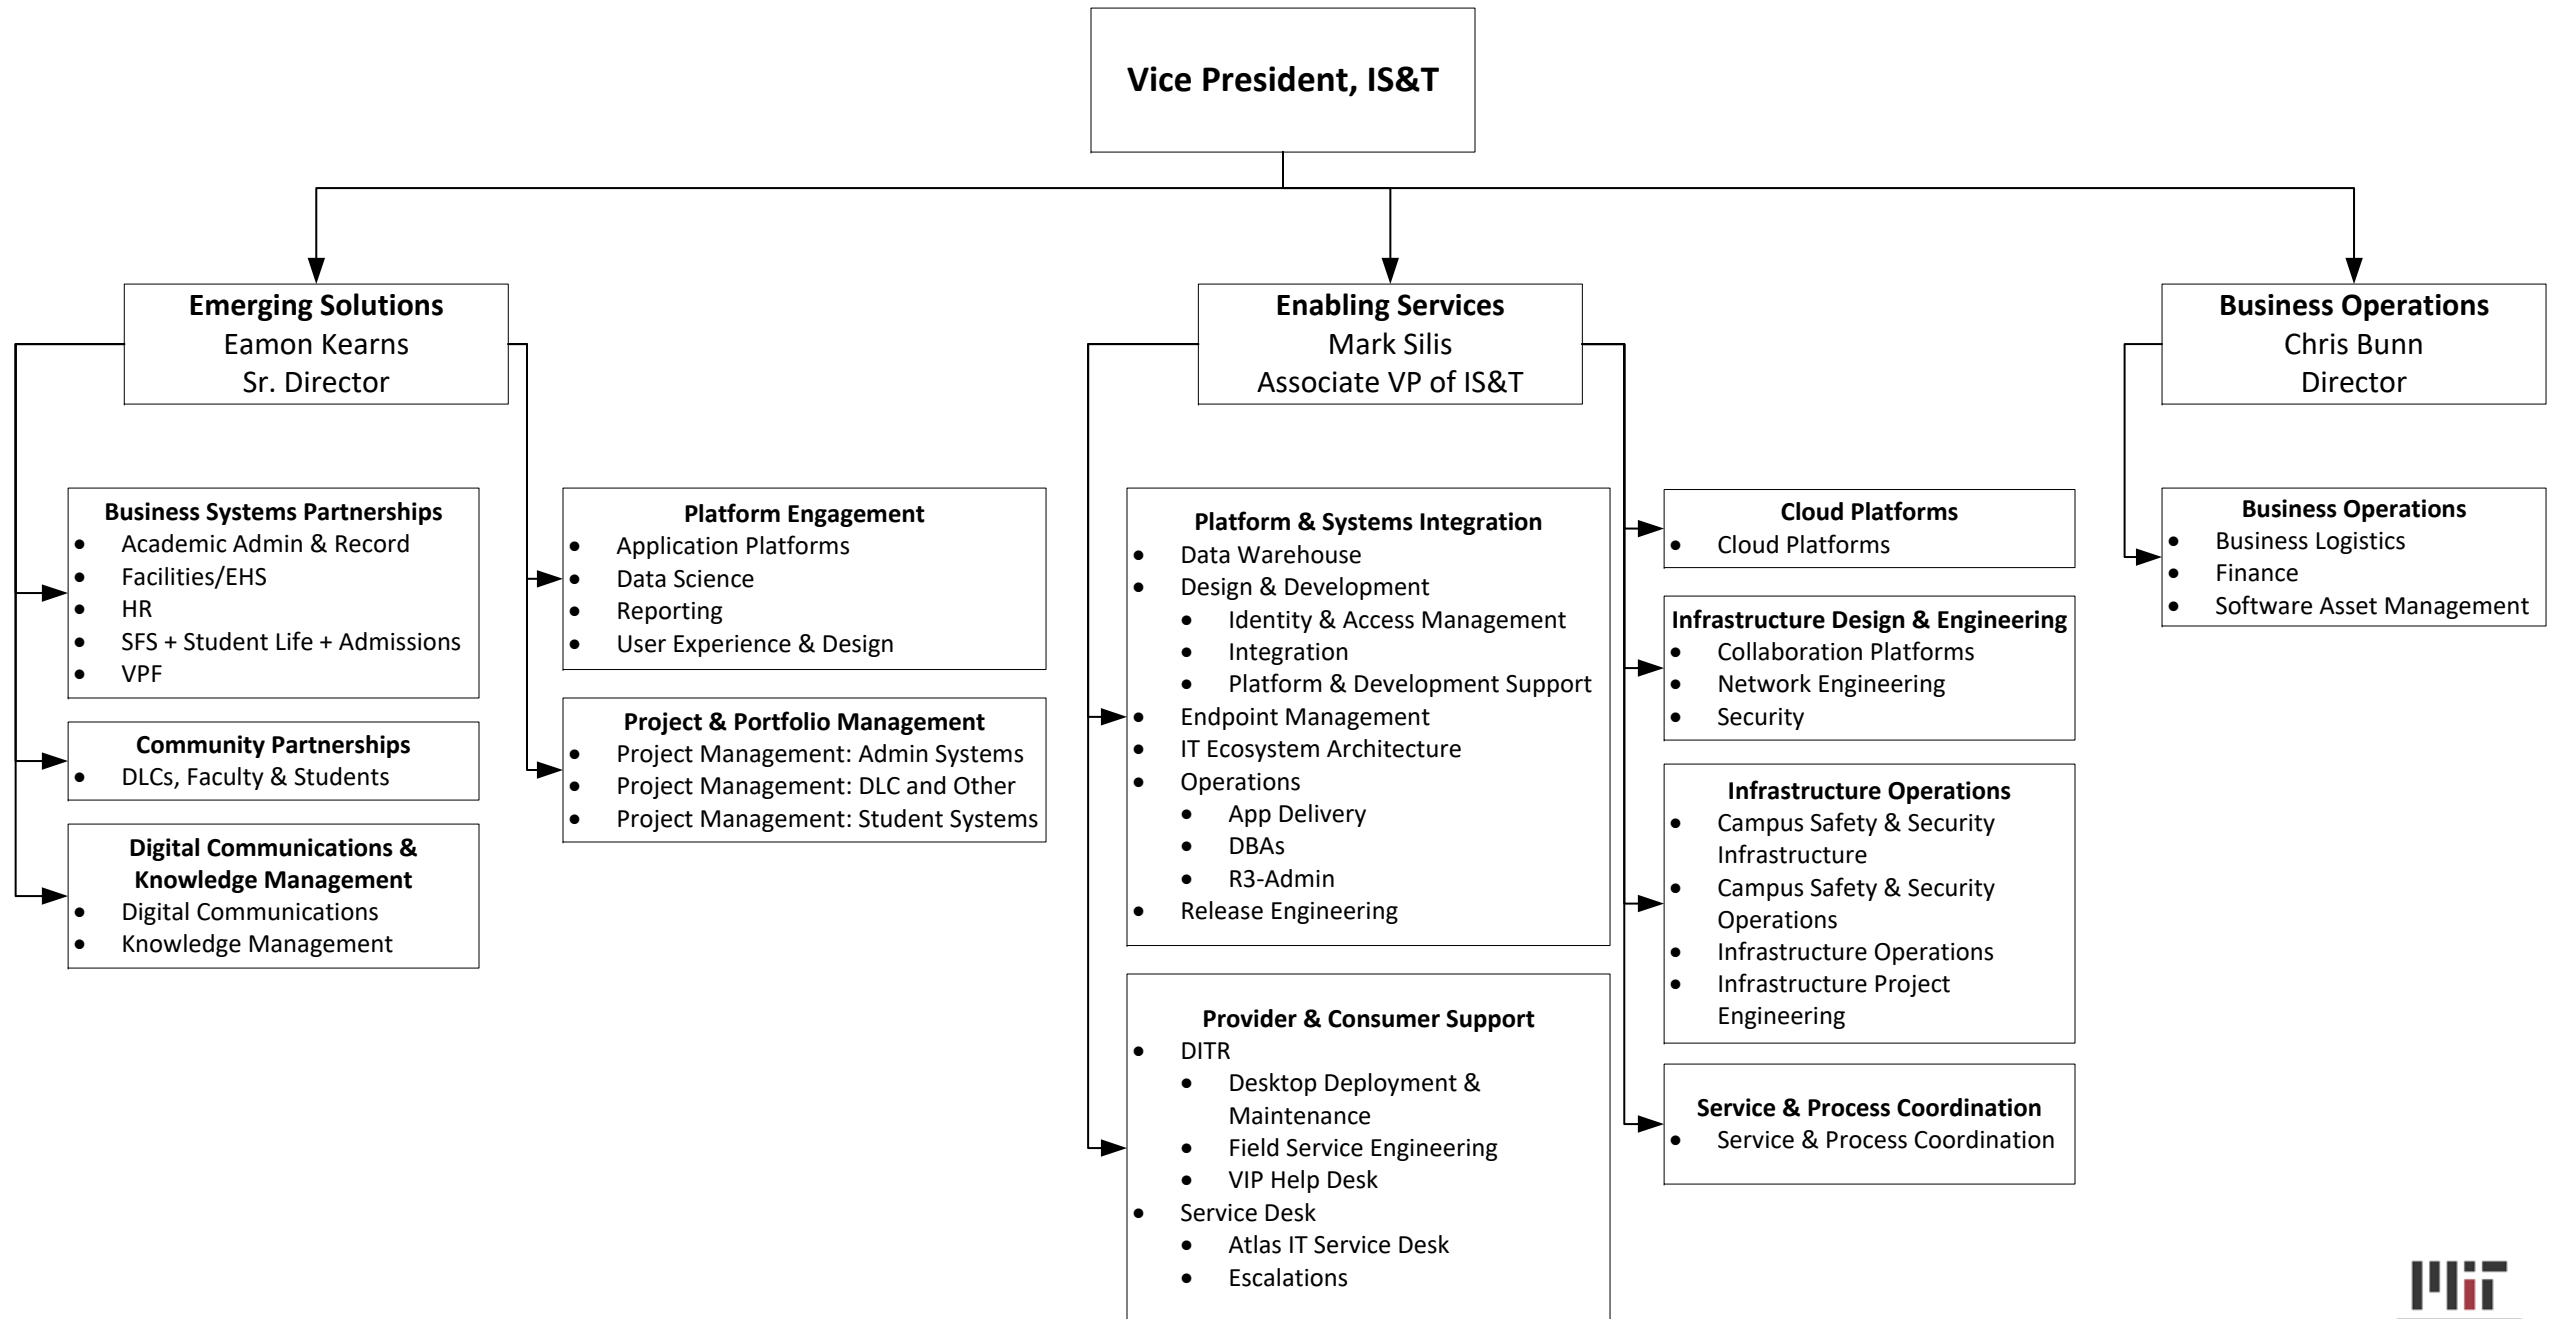 Vice President, IS&T
Emerging Solutions
Eamon Kearns
Sr. Director
Enabling Services
Mark Silis
Associate VP of IS&T
Business Operations
Chris Bunn
Director
Business Systems Partnerships
• Academic Admin & Record
• Facilities/EHS
• HR
• SFS + Student Life + Admissions
• VPF
Community Partnerships
• DLCs, Faculty & Students
Digital Communications &
Knowledge Management
• Digital Communications
• Knowledge Management
Platform Engagement
• Application Platforms
• Data Science
• Reporting
• User Experience & Design
Project & Portfolio Management
• Project Management: Admin Systems
• Project Management: DLC and Other
• Project Management: Student Systems
Platform & Systems Integration
• Data Warehouse
• Design & Development
• Identity & Access Management
• Integration
• Platform & Development Support
• Endpoint Management
• IT Ecosystem Architecture
• Operations
• App Delivery
• DBAs
• R3-Admin
• Release Engineering
Provider & Consumer Support
• DITR
• Desktop Deployment &
Maintenance
• Field Service Engineering
• VIP Help Desk
• Service Desk
• Atlas IT Service Desk
• Escalations
Cloud Platforms
• Cloud Platforms
Infrastructure Design & Engineering
• Collaboration Platforms
• Network Engineering
• Security
Infrastructure Operations
• Campus Safety & Security
Infrastructure
• Campus Safety & Security
Operations
• Infrastructure Operations
• Infrastructure Project
Engineering
Service & Process Coordination
• Service & Process Coordination
Business Operations
• Business Logistics
• Finance
• Software Asset Management
MIT